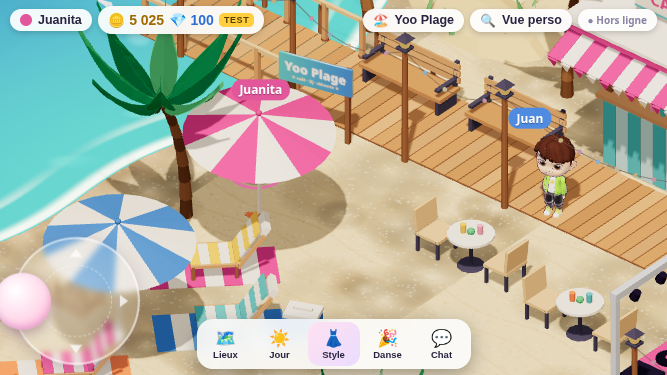 Juanita
5 025 100 TEST
Yoo Plage
Vue perso
Hors ligne
CA
Yoo Plage
Juanita
Juan
Lieux
Jour
Style
Danse
Chat